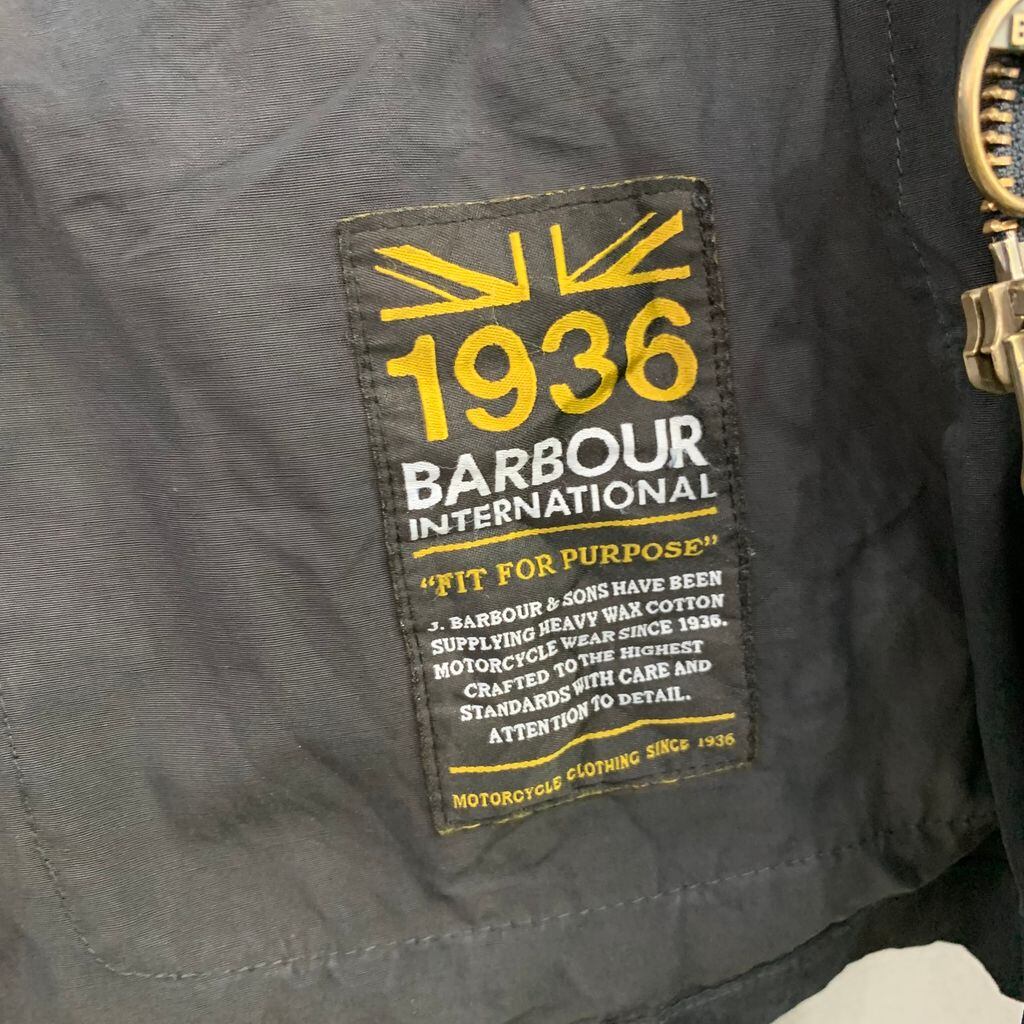 1936
BARBOUR
INTERNATIONAL
“FIT FOR PURPOSE”
J. BARBOUR & SONS HAVE BEEN
SUPPLYING HEAVY WAX COTTON
MOTORCYCLE WEAR SINCE 1936.
CRAFTED TO THE HIGHEST
STANDARDS WITH CARE AND
ATTENTION TO DETAIL.
MOTORCYCLE CLOTHING SINCE 1936